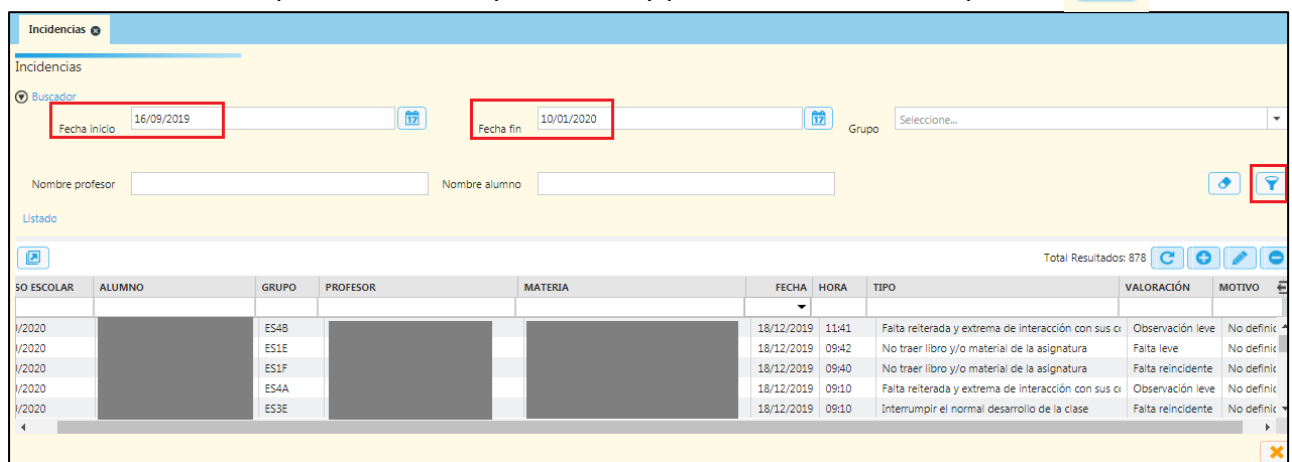 Incidencias
Incidencias
Buscador
Fecha inicio 16/09/2019 17 Fecha fin 10/01/2020 17 Grupo Seleccione...
Nombre profesor Nombre alumno
Listado
Total Resultados: 878
SO ESCOLAR ALUMNO GRUPO PROFESOR MATERIA FECHA HORA TIPO VALORACIÓN MOTIVO
/2020 ES4B 18/12/2019 11:41 Falta reiterada y extrema de interacción con sus c Observación leve No definic
/2020 ES1E 18/12/2019 09:42 No traer libro y/o material de la asignatura Falta leve No definic
/2020 ES1F 18/12/2019 09:40 No traer libro y/o material de la asignatura Falta reincidente No definic
/2020 ES4A 18/12/2019 09:10 Falta reiterada y extrema de interacción con sus c Observación leve No definic
/2020 ES3E 18/12/2019 09:10 Interrumpir el normal desarrollo de la clase Falta reincidente No definic